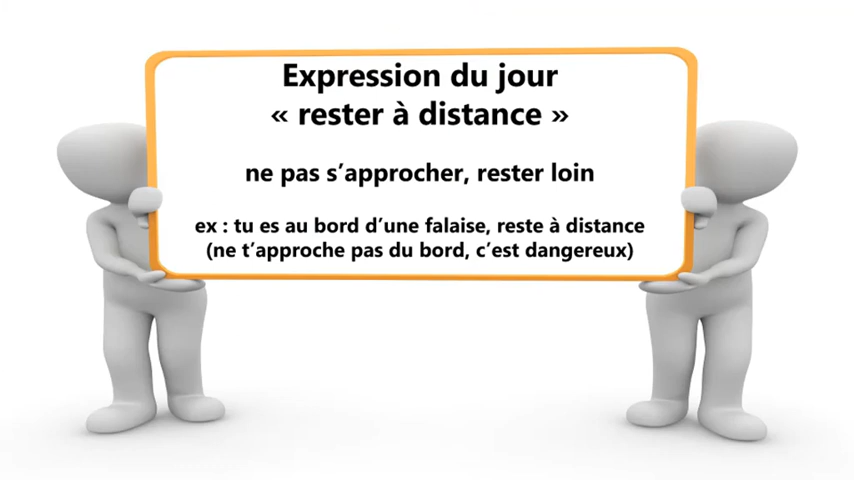 Expression du jour
« rester à distance »
ne pas s’approcher, rester loin
ex : tu es au bord d’une falaise, reste à distance
(ne t’approche pas du bord, c’est dangereux)